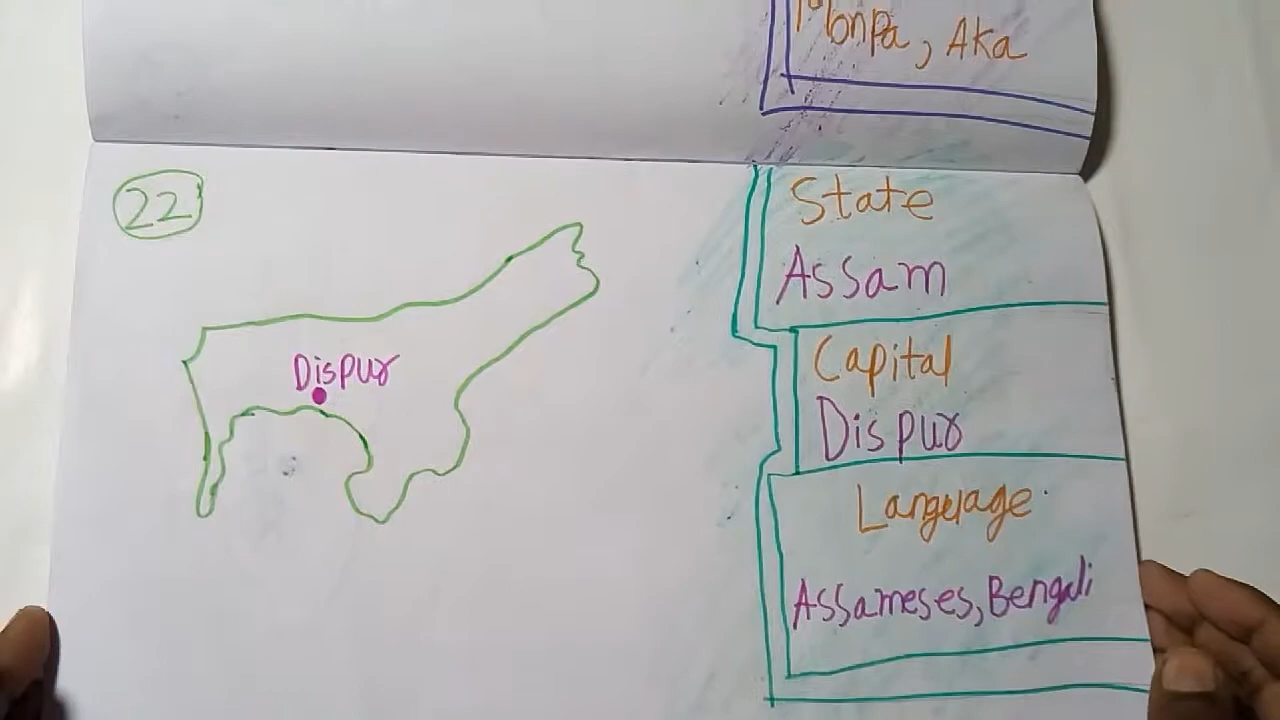 Monpa, Aka
22
Dispur
State
Assam
Capital
Dispur
Language
Assameses, Bengali